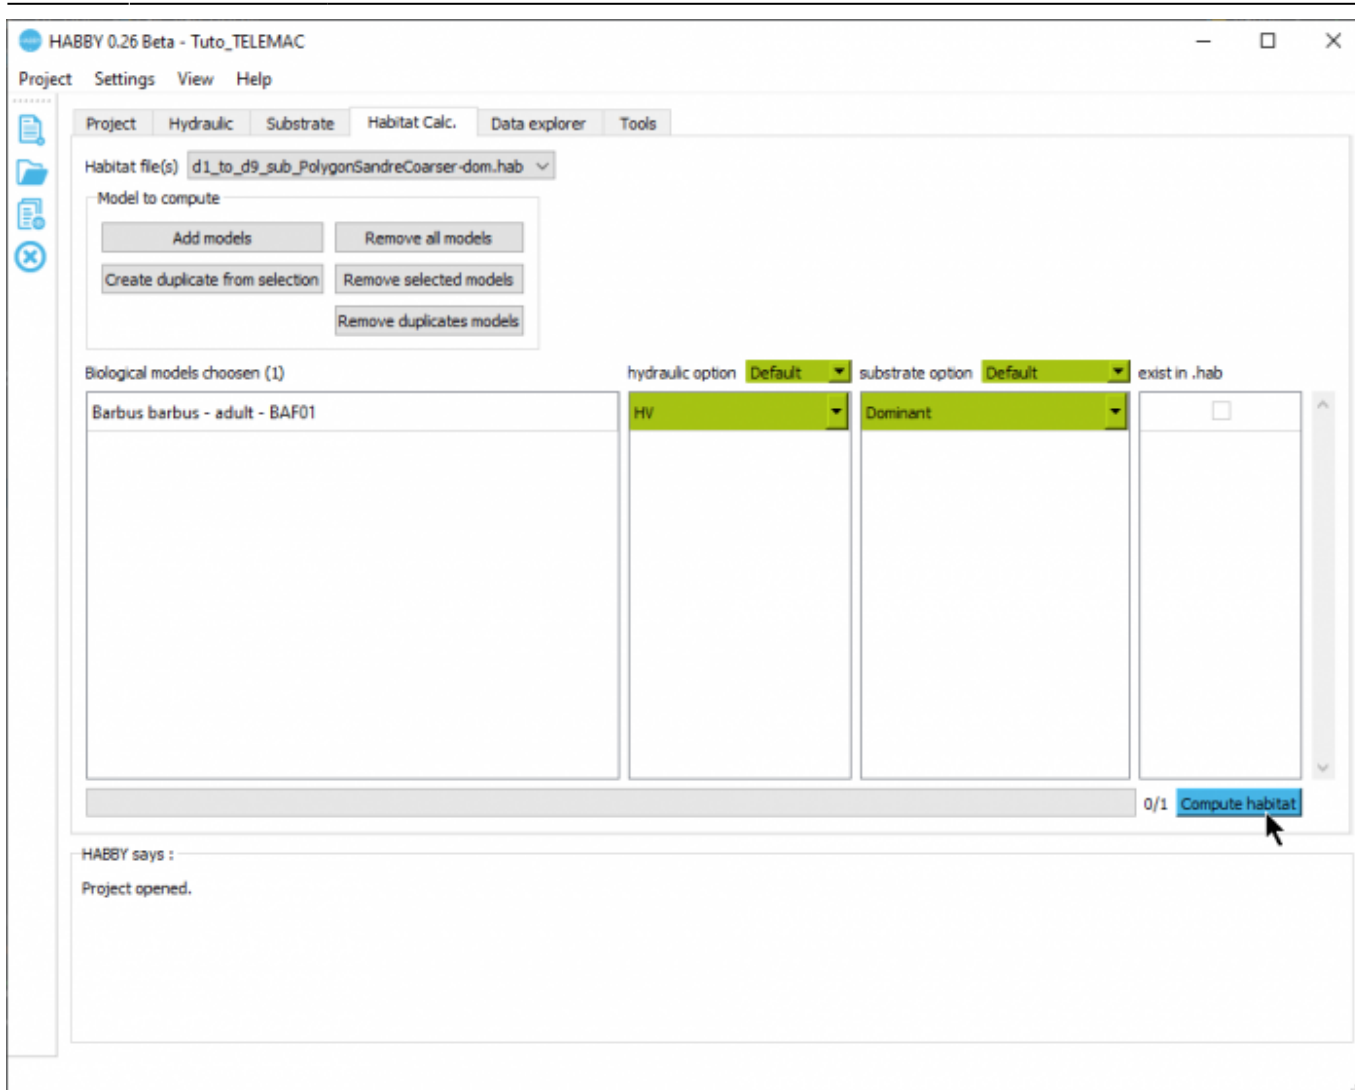 HABBY 0.26 Beta - Tuto_TELEMAC
Project Settings View Help
Project Hydraulic Substrate Habitat Calc. Data explorer Tools
Habitat file(s) d1_to_d9_sub_PolygonSandreCoarser-dom.hab
Model to compute
Add models Remove all models
Create duplicate from selection Remove selected models
Remove duplicates models
Biological models choosen (1) hydraulic option Default substrate option Default exist in .hab
Barbus barbus - adult - BAF01 HV Dominant
0/1 Compute habitat
HABBY says :
Project opened.